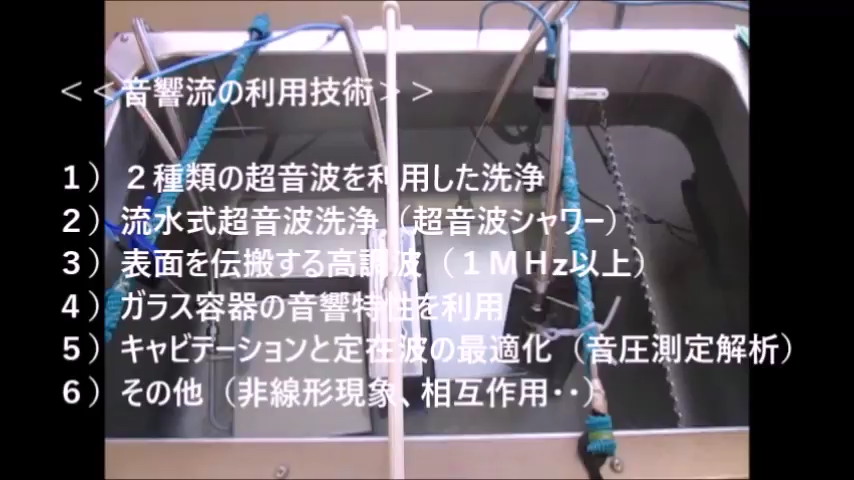 ＜＜音響流の利用技術＞＞
１）２種類の超音波を利用した洗浄
２）流水式超音波洗浄（超音波シャワー）
３）表面を伝搬する高調波（１ＭＨz以上）
４）ガラス容器の音響特性を利用
５）キャビテーションと定在波の最適化（音圧測定解析）
６）その他（非線形現象、相互作用・・）